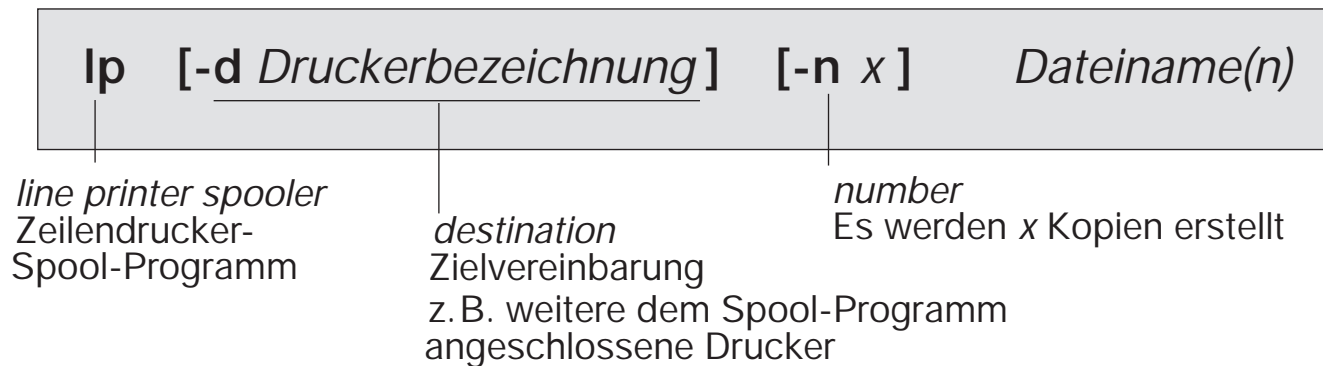 lp [-d Druckerbezeichnung] [-n x] Dateiname(n)
line printer spooler
Zeilendrucker-
Spool-Programm
destination
Zielvereinbarung
z.B. weitere dem Spool-Programm
angeschlossene Drucker
number
Es werden x Kopien erstellt